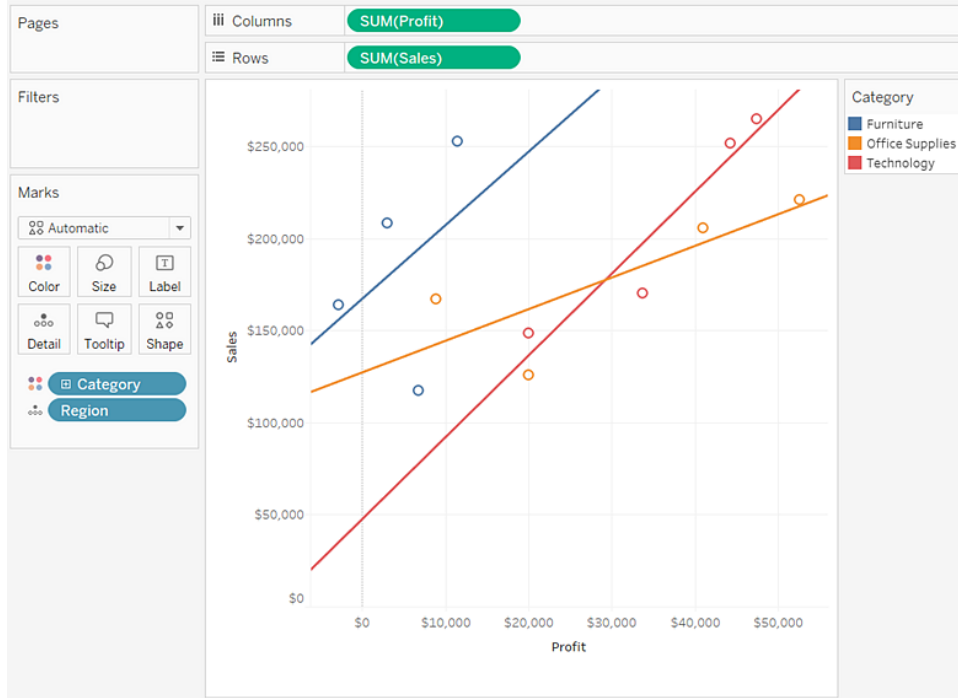 Pages
Columns
SUM(Profit)
Rows
SUM(Sales)
Filters
Marks
Automatic
Color
Size
Label
Detail
Tooltip
Shape
Category
Region
$250,000
$200,000
$150,000
$100,000
$50,000
$0
Sales
$0 $10,000 $20,000 $30,000 $40,000 $50,000
Profit
Category
Furniture
Office Supplies
Technology